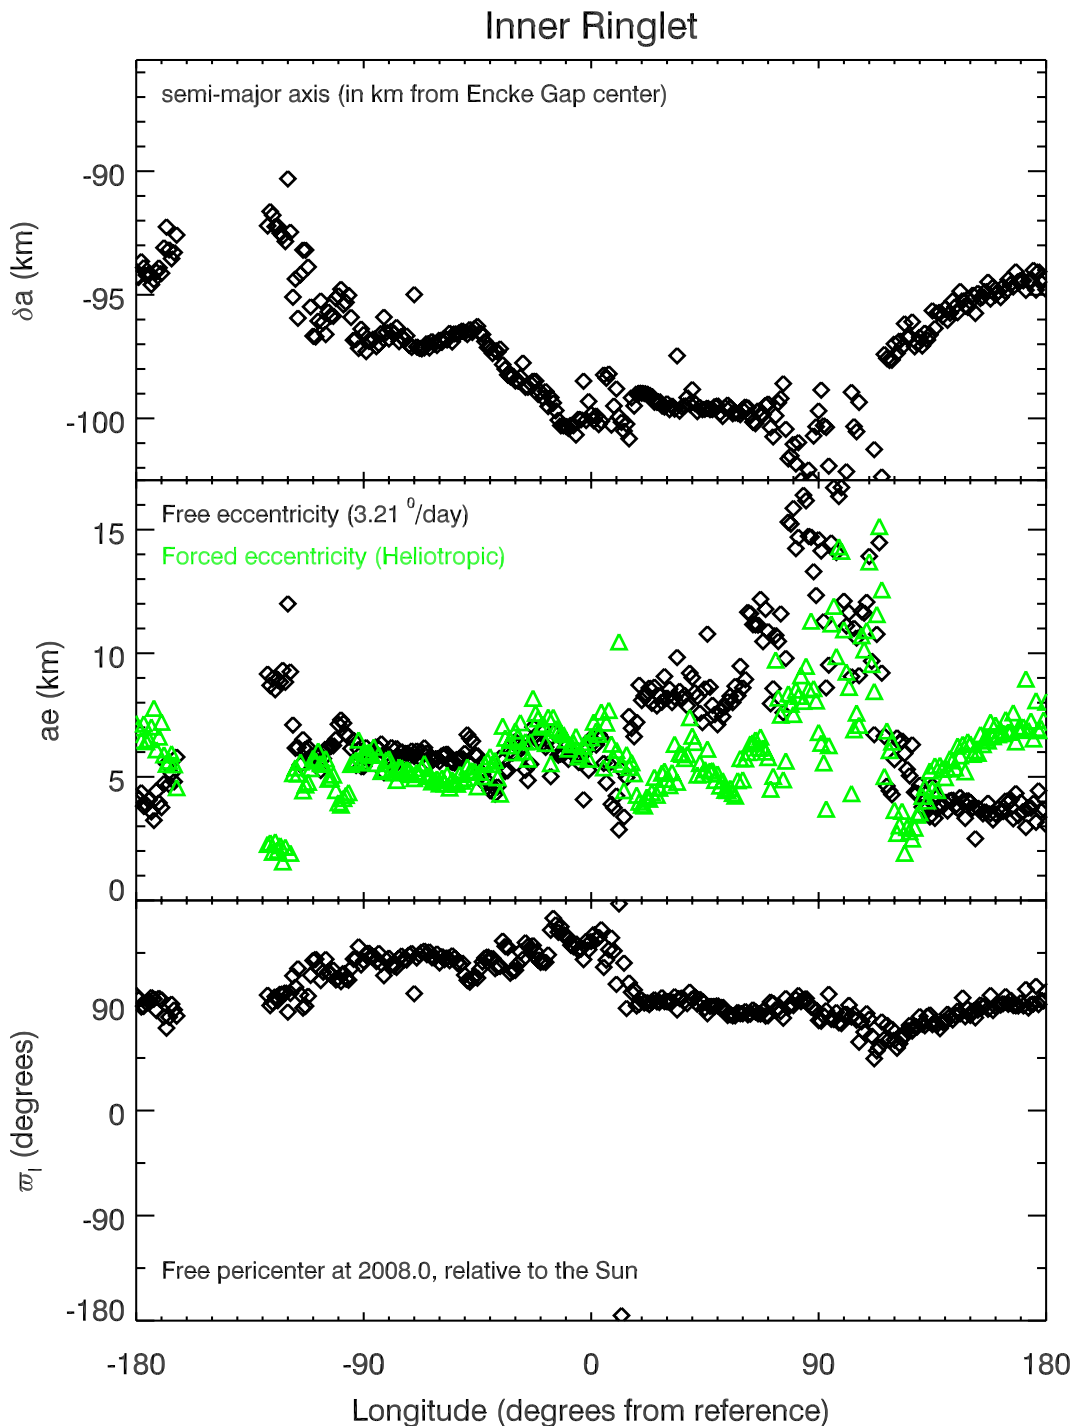 Inner Ringlet
semi-major axis (in km from Encke Gap center)
-90
-95
-100
δa (km)
Free eccentricity (3.21 ⁰/day)
Forced eccentricity (Heliotropic)
15
10
5
0
ae (km)
90
0
-90
-180
ϖₗ (degrees)
Free pericenter at 2008.0, relative to the Sun
-180 -90 0 90 180
Longitude (degrees from reference)